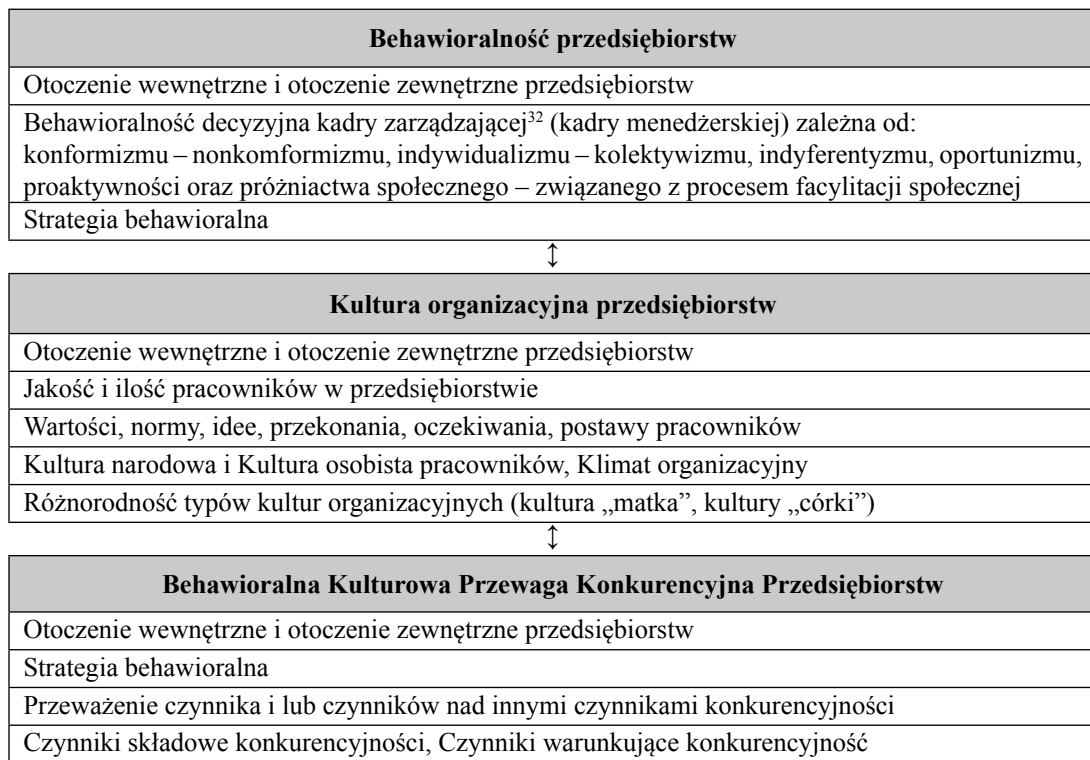 Behawioralność przedsiębiorstw
Otoczenie wewnętrzne i otoczenie zewnętrzne przedsiębiorstw
Behawioralność decyzyjna kadry zarządzającej³² (kadry menedżerskiej) zależna od:
konformizmu – nonkomformizmu, indywidualizmu – kolektywizmu, indyferentyzmu, oportunizmu,
proaktywności oraz próżniactwa społecznego – związanego z procesem facylitacji społecznej
Strategia behawioralna
↕
Kultura organizacyjna przedsiębiorstw
Otoczenie wewnętrzne i otoczenie zewnętrzne przedsiębiorstw
Jakość i ilość pracowników w przedsiębiorstwie
Wartości, normy, idee, przekonania, oczekiwania, postawy pracowników
Kultura narodowa i Kultura osobista pracowników, Klimat organizacyjny
Różnorodność typów kultur organizacyjnych (kultura „matka”, kultury „córki”)
↕
Behawioralna Kulturowa Przewaga Konkurencyjna Przedsiębiorstw
Otoczenie wewnętrzne i otoczenie zewnętrzne przedsiębiorstw
Strategia behawioralna
Przeważenie czynnika i lub czynników nad innymi czynnikami konkurencyjności
Czynniki składowe konkurencyjności, Czynniki warunkujące konkurencyjność